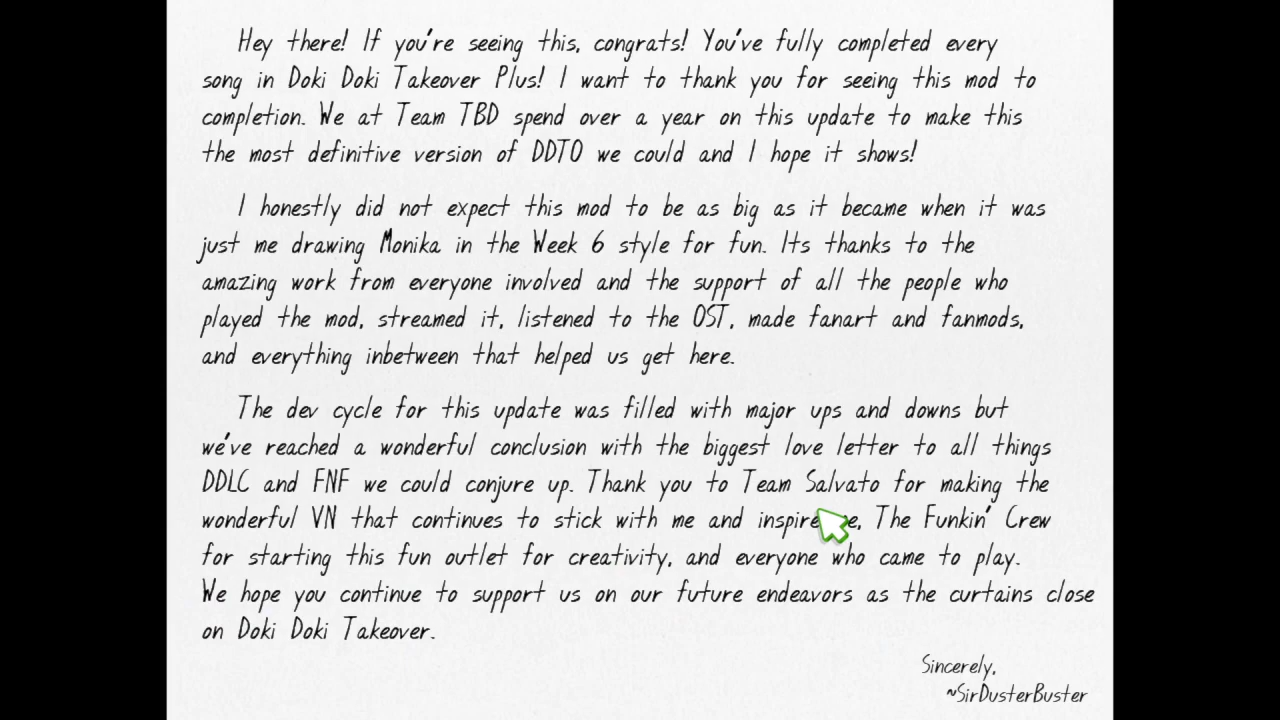 Hey there! If you're seeing this, congrats! You've fully completed every
song in Doki Doki Takeover Plus! I want to thank you for seeing this mod to
completion. We at Team TBD spend over a year on this update to make this
the most definitive version of DDTO we could and I hope it shows!
I honestly did not expect this mod to be as big as it became when it was
just me drawing Monika in the Week 6 style for fun. Its thanks to the
amazing work from everyone involved and the support of all the people who
played the mod, streamed it, listened to the OST, made fanart and fanmods,
and everything inbetween that helped us get here.
The dev cycle for this update was filled with major ups and downs but
we've reached a wonderful conclusion with the biggest love letter to all things
DDLC and FNF we could conjure up. Thank you to Team Salvato for making the
wonderful VN that continues to stick with me and The Funkin' Crew
for starting this fun outlet for creativity, and everyone who came to play.
We hope you continue to support us on our future endeavors as the curtains close
on Doki Doki Takeover.
Sincerely,
~SirDusterBuster